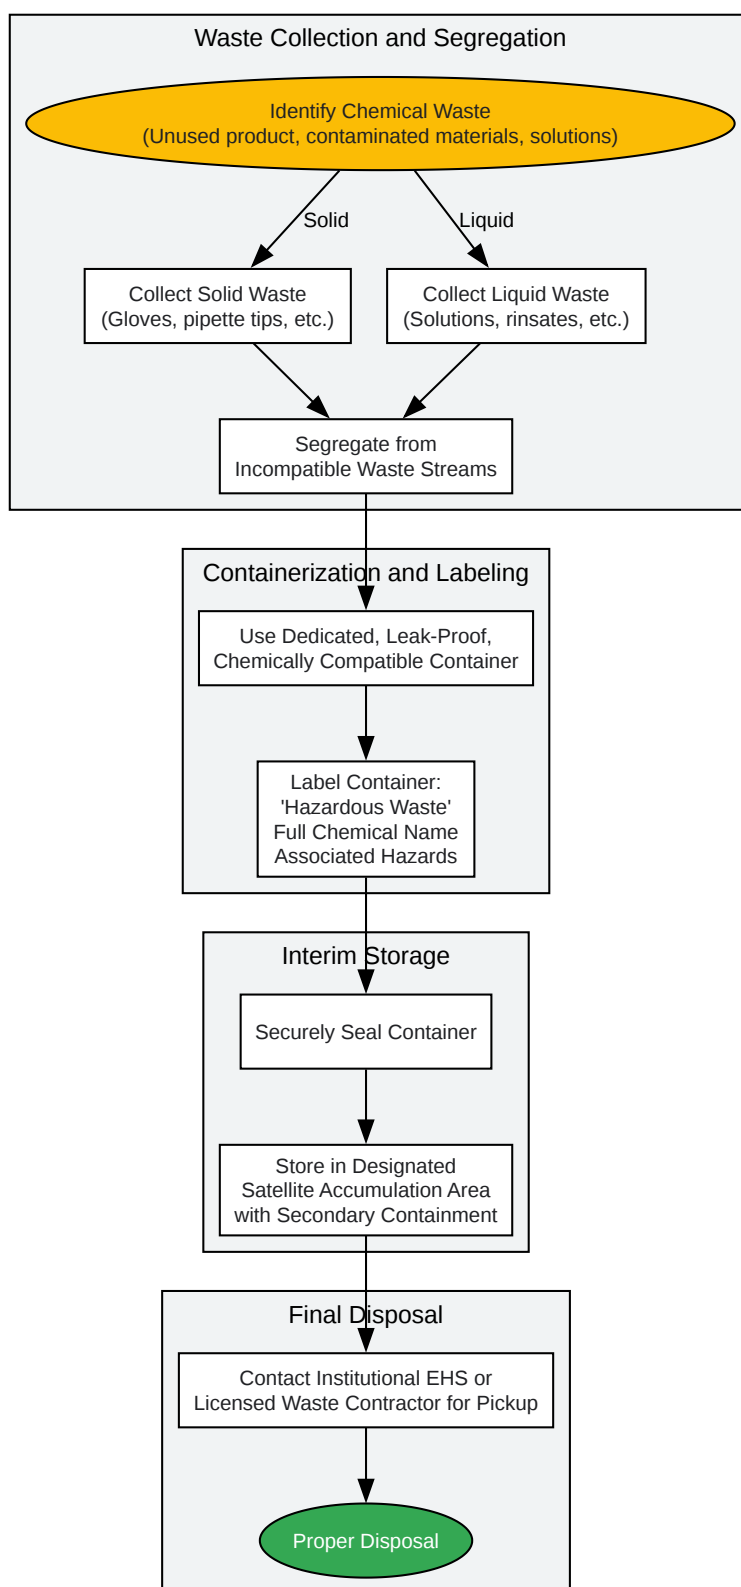 Waste Collection and Segregation
Identify Chemical Waste
(Unused product, contaminated materials, solutions)
Solid
Liquid
Collect Solid Waste
(Gloves, pipette tips, etc.)
Collect Liquid Waste
(Solutions, rinsates, etc.)
Segregate from
Incompatible Waste Streams
Containerization and Labeling
Use Dedicated, Leak-Proof,
Chemically Compatible Container
Label Container:
'Hazardous Waste'
Full Chemical Name
Associated Hazards
Interim Storage
Securely Seal Container
Store in Designated
Satellite Accumulation Area
with Secondary Containment
Final Disposal
Contact Institutional EHS or
Licensed Waste Contractor for Pickup
Proper Disposal